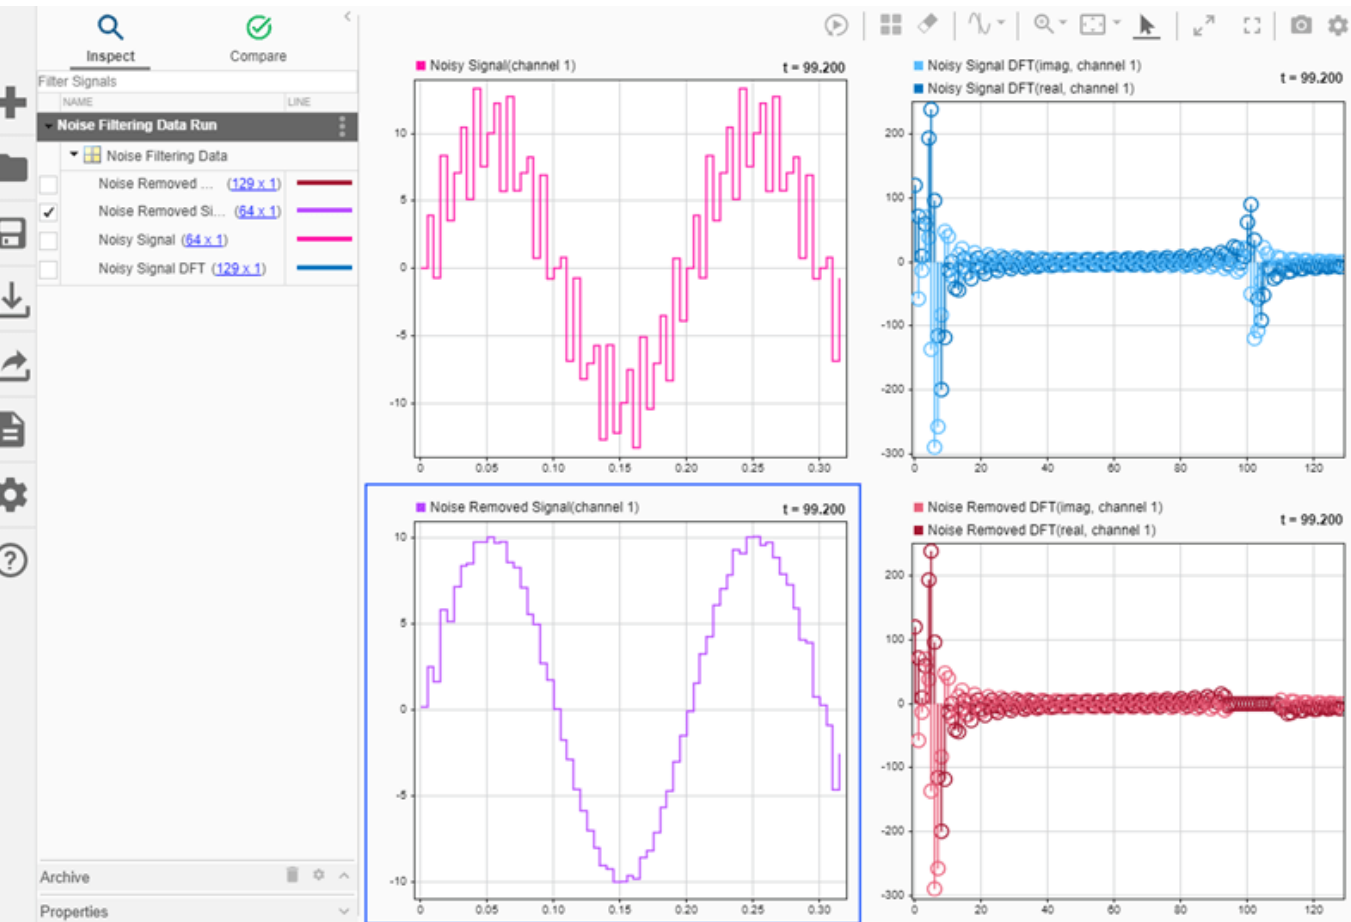 Inspect
Compare
Filter Signals
NAME
LINE
Noise Filtering Data Run
Noise Filtering Data
Noise Removed ... (129 x 1)
Noise Removed Si... (64 x 1)
Noisy Signal (64 x 1)
Noisy Signal DFT (129 x 1)
Archive
Properties
Noisy Signal(channel 1)
t = 99.200
10
5
0
-5
-10
0 0.05 0.10 0.15 0.20 0.25 0.30
Noisy Signal DFT(imag, channel 1)
Noisy Signal DFT(real, channel 1)
t = 99.200
200
100
0
-100
-200
-300
0 20 40 60 80 100 120
Noise Removed Signal(channel 1)
t = 99.200
10
5
0
-5
-10
0 0.05 0.10 0.15 0.20 0.25 0.30
Noise Removed DFT(imag, channel 1)
Noise Removed DFT(real, channel 1)
t = 99.200
200
100
0
-100
-200
-300
0 20 40 60 80 100 120